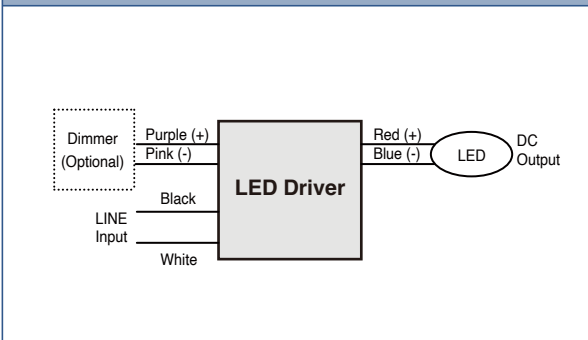 Dimmer
(Optional)
Purple (+)
Pink (-)
Black
LINE
Input
White
LED Driver
Red (+)
Blue (-)
LED
DC
Output